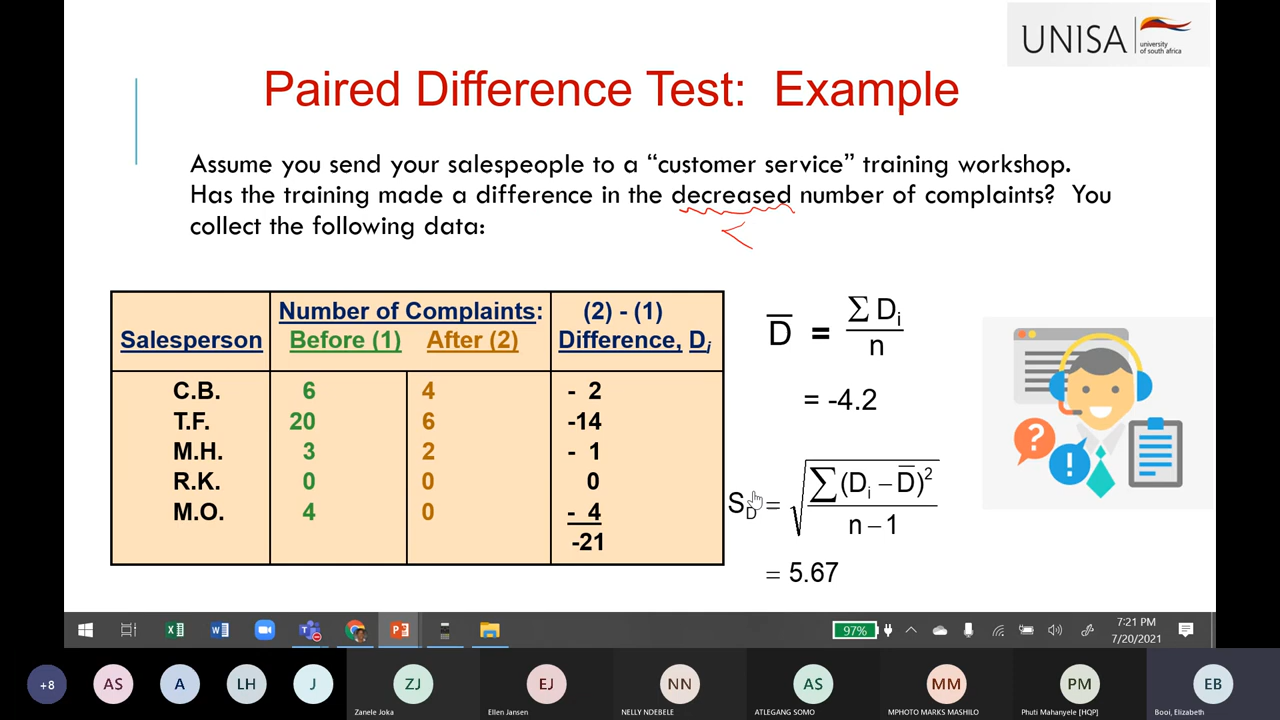 UNISA
university
of south africa
Paired Difference Test: Example
Assume you send your salespeople to a “customer service” training workshop.
Has the training made a difference in the decreased number of complaints? You
collect the following data:
<
Number of Complaints: (2) - (1)
Salesperson Before (1) After (2) Difference, Di
C.B. 6 4 - 2
T.F. 20 6 -14
M.H. 3 2 - 1
R.K. 0 0 0
M.O. 4 0 - 4
-21
D̅ = ∑ Di / n
= -4.2
SD = √(∑ (Di – D̅)² / (n – 1))
= 5.67
? !
97%
7:21 PM
7/20/2021
+8 AS A LH J ZJ EJ NN AS MM PM EB
Zanele Joka Ellen Jansen NELLY NDEBELE ATLEGANG SOMO MPHOTO MARKS MASHILO Phuti Mahanyele [HQP] Booi, Elizabeth